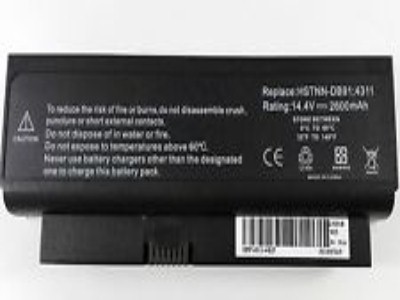 To reduce the risk of fire or burns, do not disassemble crush,
puncture or short external contacts.
Do not dispose of in fire or water.
Do not expose to temperatures above 60°C.
Never use battery chargers other than the designated
one to charge this battery pack.
Replace:HSTNN-DB91;4311
Rating:14.4V 2600mAh
STORE BETWEEN
CE